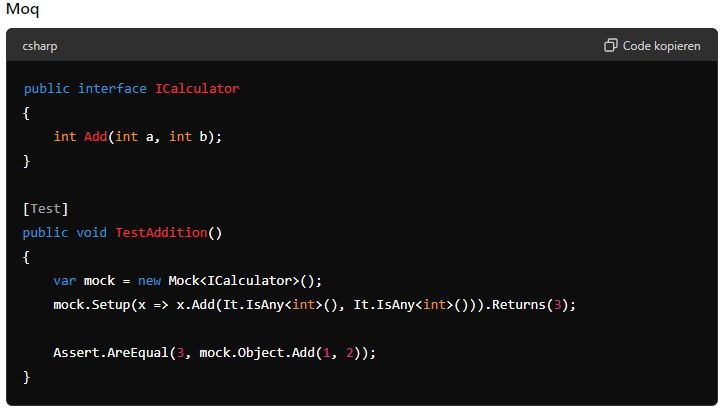 Moq
csharp
Code kopieren
public interface ICalculator
{
    int Add(int a, int b);
}

[Test]
public void TestAddition()
{
    var mock = new Mock<ICalculator>();
    mock.Setup(x => x.Add(It.IsAny<int>(), It.IsAny<int>())).Returns(3);

    Assert.AreEqual(3, mock.Object.Add(1, 2));
}